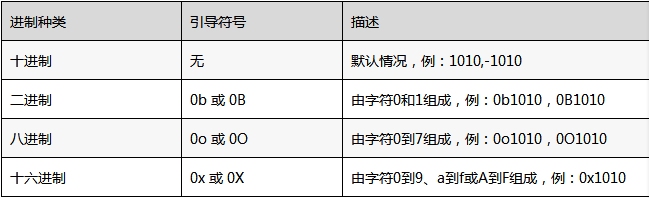 进制种类 引导符号 描述
十进制 无 默认情况，例：1010,-1010
二进制 0b 或 0B 由字符0和1组成，例：0b1010，0B1010
八进制 0o 或 0O 由字符0到7组成，例：0o1010，0O1010
十六进制 0x 或 0X 由字符0到9、a到f或A到F组成，例：0x1010